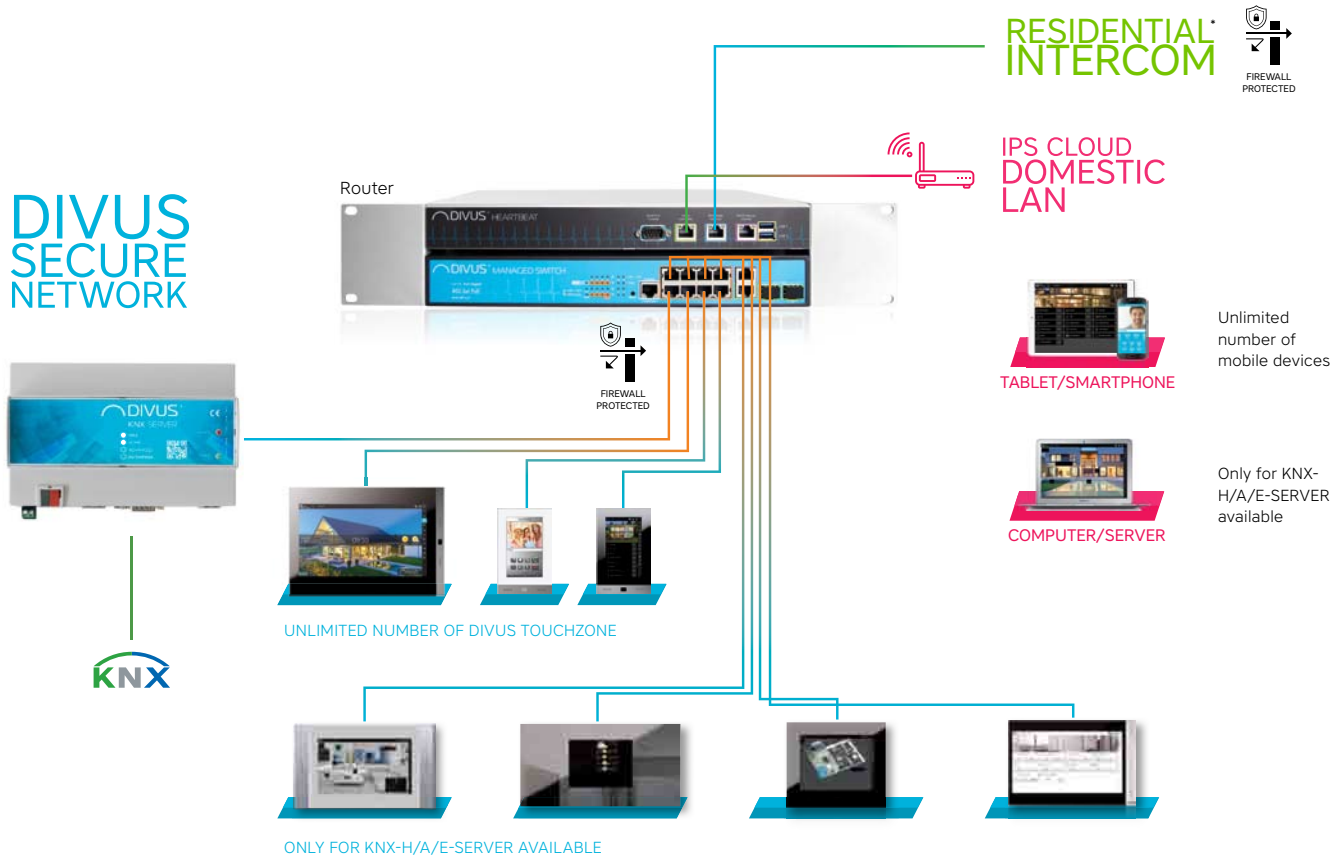 RESIDENTIAL*
INTERCOM
FIREWALL
PROTECTED
IPS CLOUD
DOMESTIC
LAN
DIVUS
SECURE
NETWORK
Router
DIVUS HEARTBEAT
DIVUS MANAGED SWITCH
FIREWALL
PROTECTED
DIVUS
KNX SERVER
KNX
TABLET/SMARTPHONE
Unlimited
number of
mobile devices
COMPUTER/SERVER
Only for KNX-
H/A/E-SERVER
available
UNLIMITED NUMBER OF DIVUS TOUCHZONE
ONLY FOR KNX-H/A/E-SERVER AVAILABLE